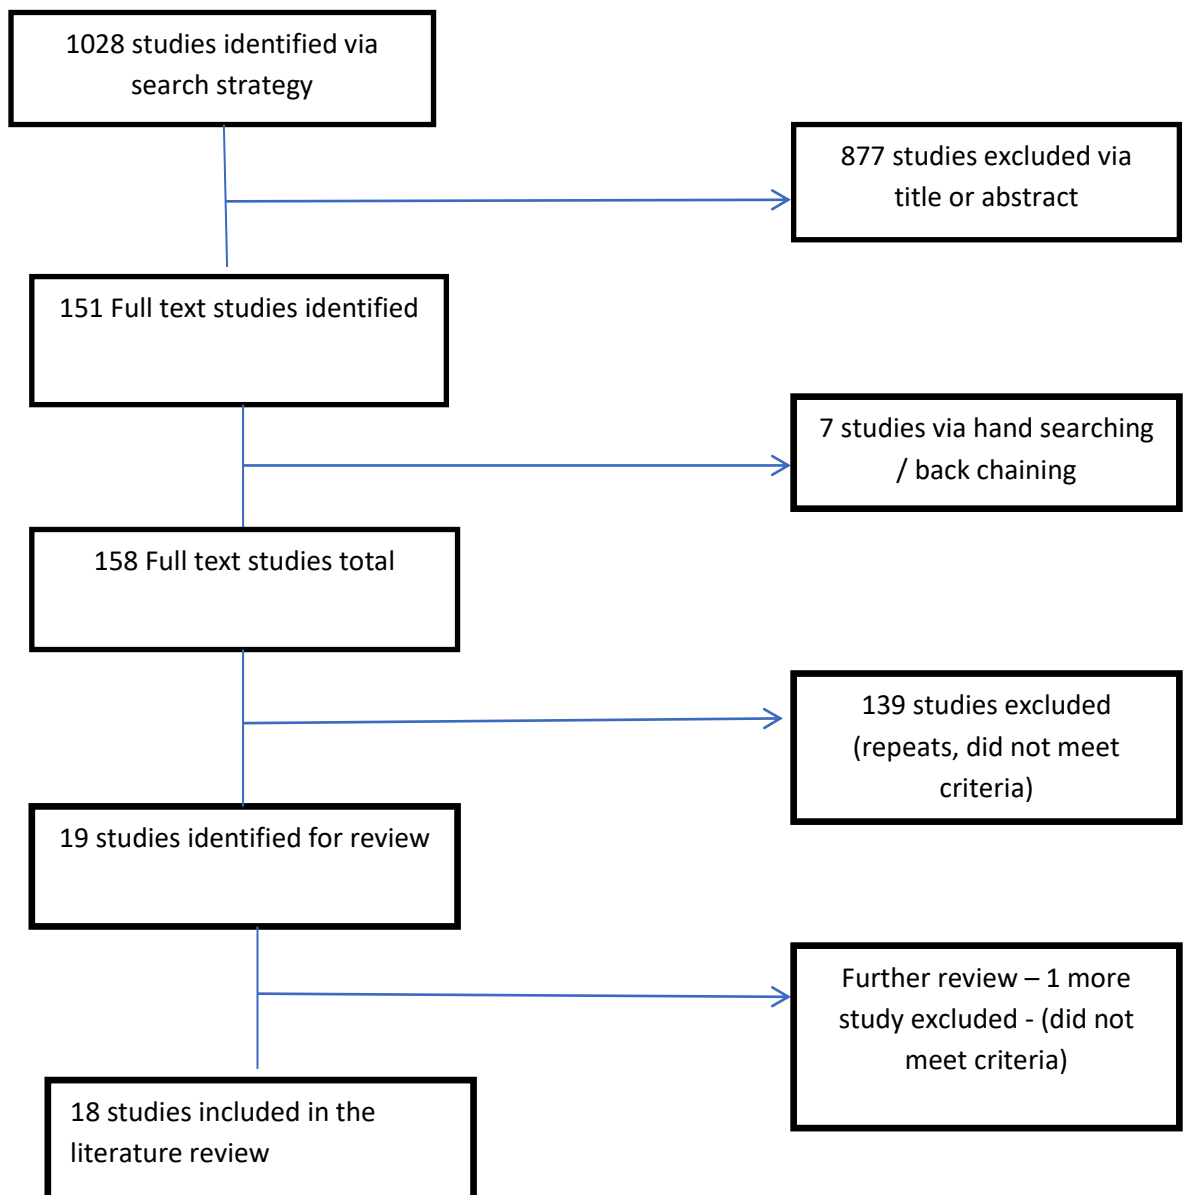 1028 studies identified via
search strategy
877 studies excluded via
title or abstract
151 Full text studies identified
7 studies via hand searching
/ back chaining
158 Full text studies total
139 studies excluded
(repeats, did not meet
criteria)
19 studies identified for review
Further review – 1 more
study excluded - (did not
meet criteria)
18 studies included in the
literature review